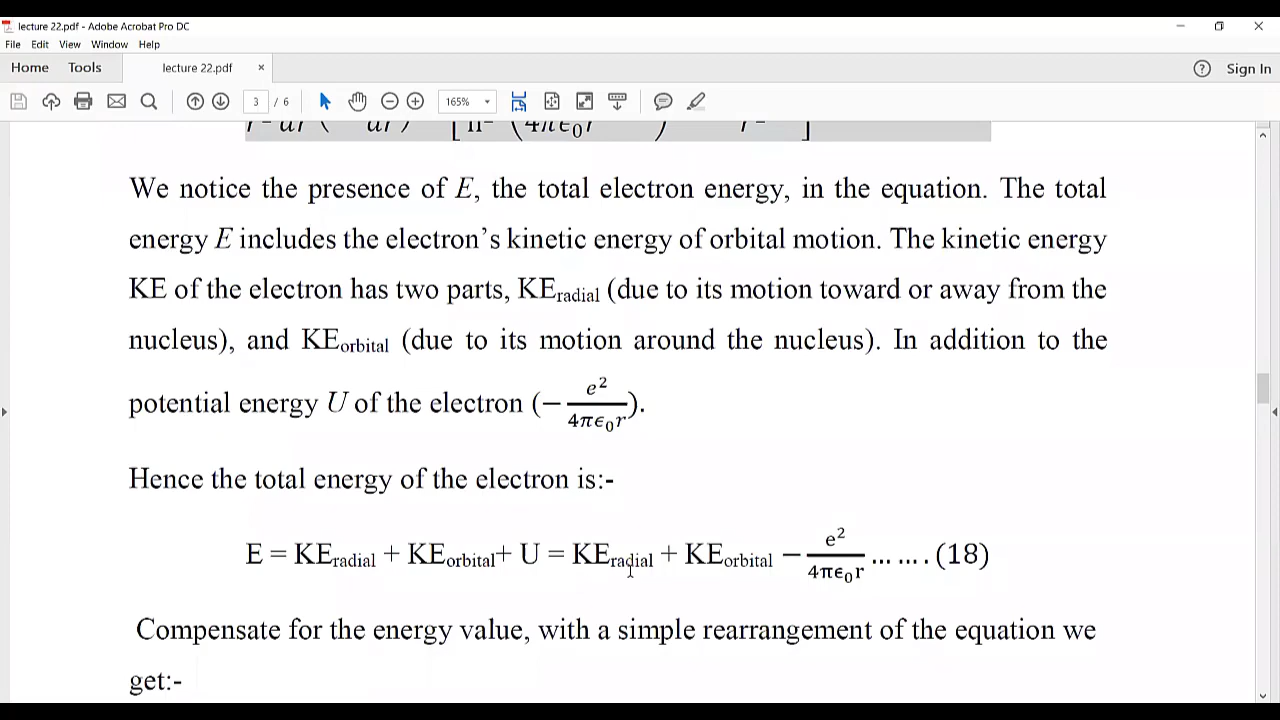 lecture 22.pdf - Adobe Acrobat Pro DC
File Edit View Window Help
Home Tools lecture 22.pdf × ? Sign In
3 / 6 165%
We notice the presence of E, the total electron energy, in the equation. The total
energy E includes the electron’s kinetic energy of orbital motion. The kinetic energy
KE of the electron has two parts, KEradial (due to its motion toward or away from the
nucleus), and KEorbital (due to its motion around the nucleus). In addition to the
potential energy U of the electron (− e²/4πϵ₀r).
Hence the total energy of the electron is:-
E = KEradial + KEorbital+ U = KEradial + KEorbital − e²/4πϵ₀r … … . (18)
Compensate for the energy value, with a simple rearrangement of the equation we
get:-